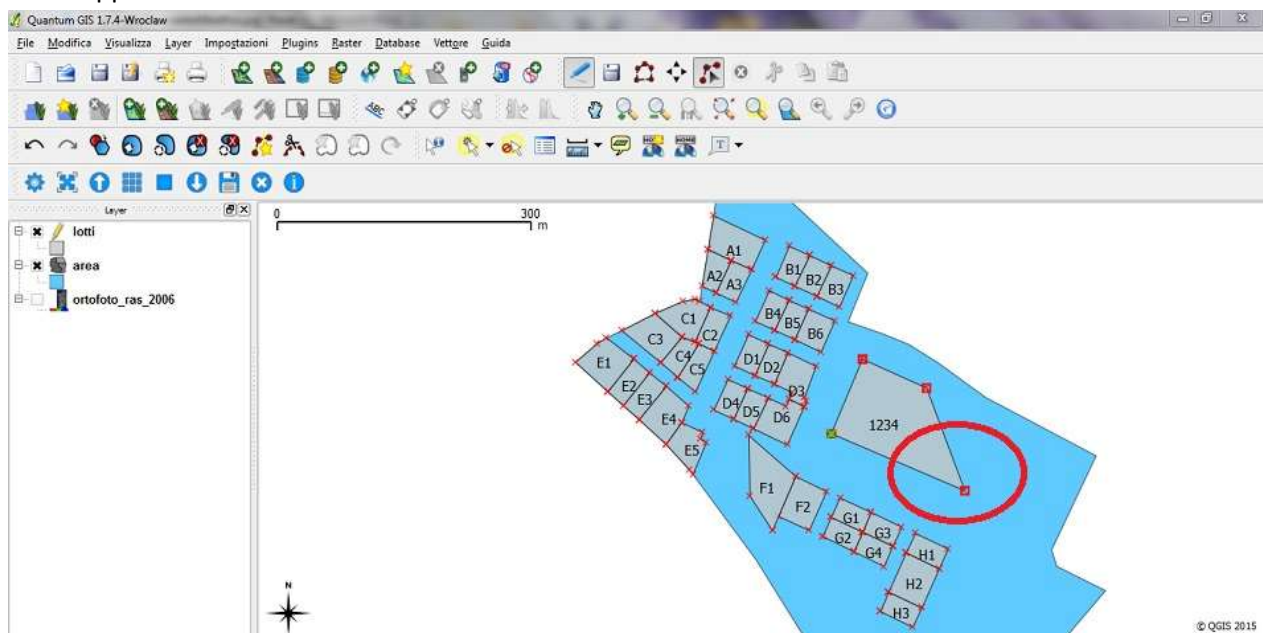 Quantum GIS 1.7.4-Wroclaw
File Modifica Visualizza Layer Impostazioni Plugins Raster Database Vettore Guida
Layer
lotti
area
ortofoto_ras_2006
0 300
m
A1
A2 A3
B1 B2 B3
B4 B5 B6
C1
C2
C3
C4
C5
D1 D2
D3
D4 D5 D6
E1
E2
E3
E4
E5
1234
F1
F2
G1
G3
G2
G4
H1
H2
H3
N
© QGIS 2015